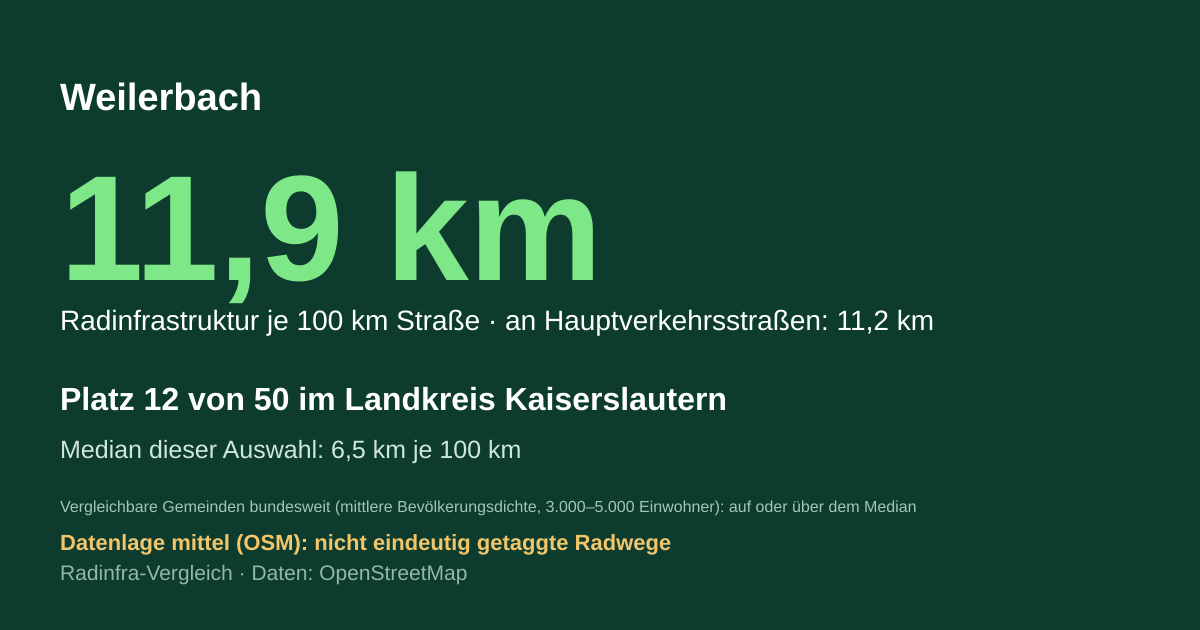 Weilerbach
11,9 km
Radinfrastruktur je 100 km Straße · an Hauptverkehrsstraßen: 11,2 km
Platz 12 von 50 im Landkreis Kaiserslautern
Median dieser Auswahl: 6,5 km je 100 km
Vergleichbare Gemeinden bundesweit (mittlere Bevölkerungsdichte, 3.000–5.000 Einwohner): auf oder über dem Median
Datenlage mittel (OSM): nicht eindeutig getaggte Radwege
Radinfra-Vergleich · Daten: OpenStreetMap